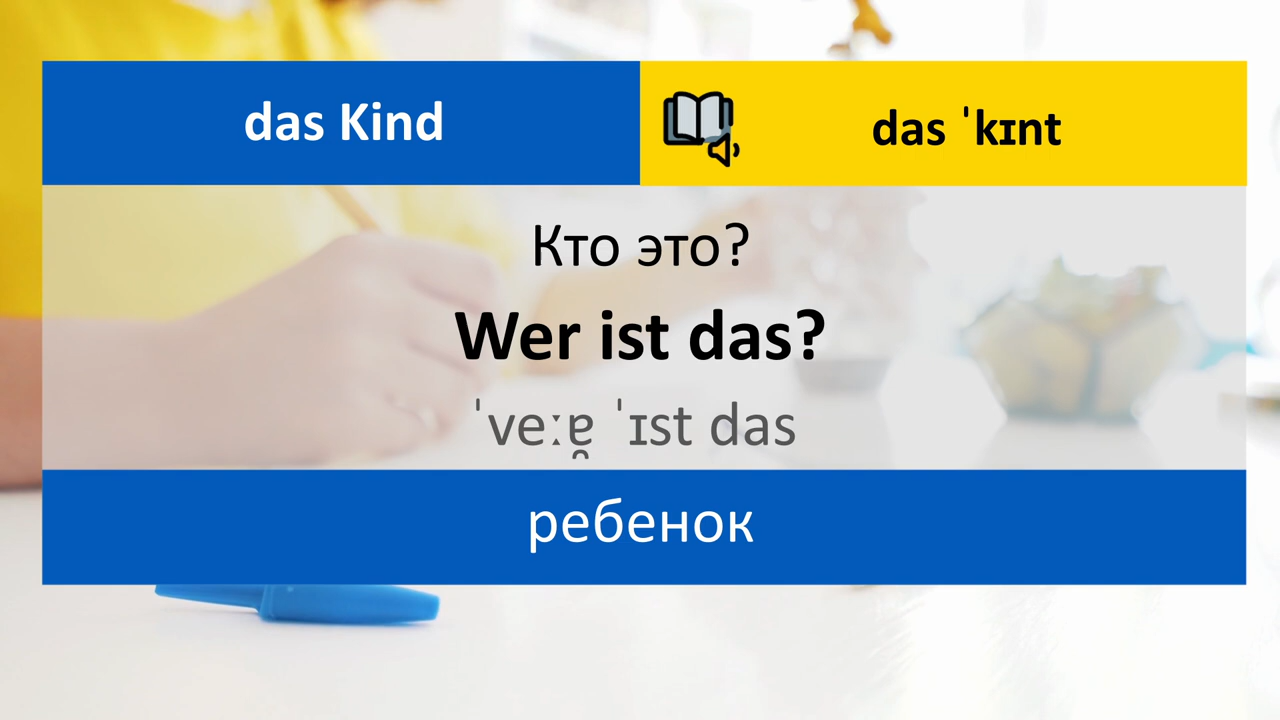 das Kind
das ˈkɪnt
Кто это?
Wer ist das?
ˈveːɐ̯ ˈɪst das
ребенок